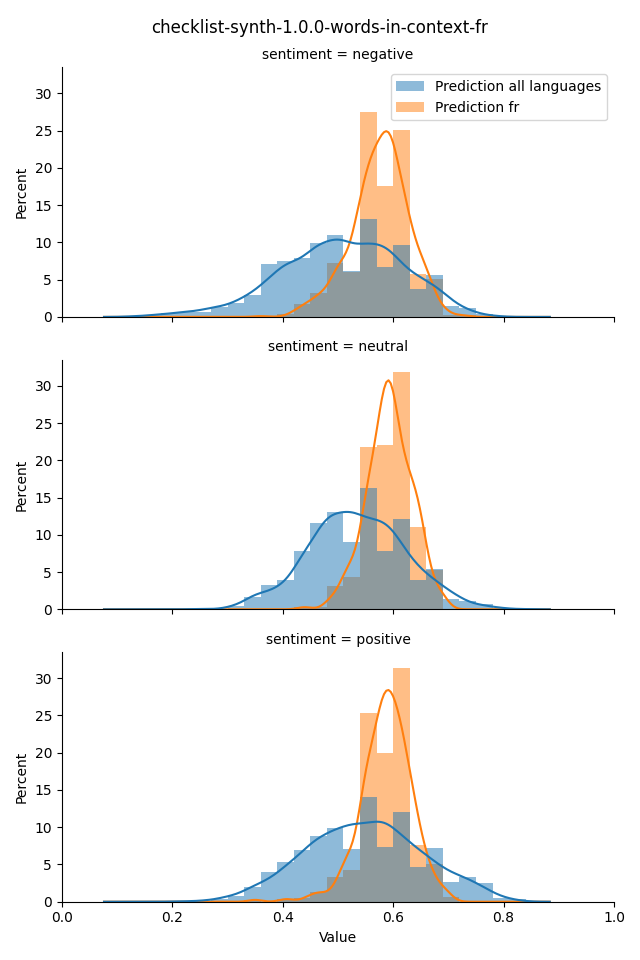 checklist-synth-1.0.0-words-in-context-fr
sentiment = negative
Prediction all languages
Prediction fr
30
25
20
15
10
5
0
Percent
sentiment = neutral
30
25
20
15
10
5
0
Percent
sentiment = positive
30
25
20
15
10
5
0
Percent
0.0 0.2 0.4 0.6 0.8 1.0
Value